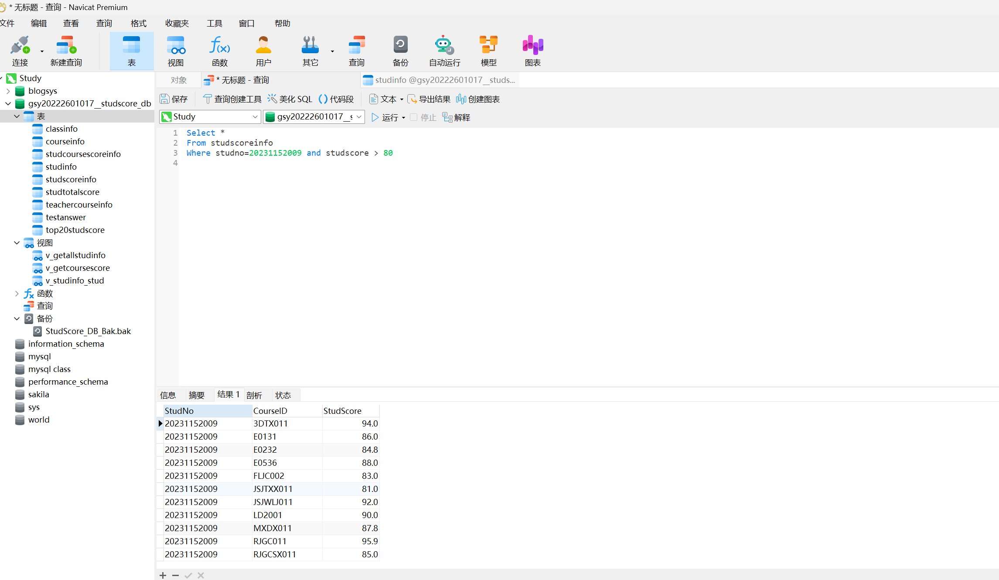 * 无标题 - 查询 - Navicat Premium
文件 编辑 查看 查询 格式 收藏夹 工具 窗口 帮助
连接 新建查询 表 视图 函数 用户 其它 查询 备份 自动运行 模型 图表
Study
blogsys
gsy20222601017__studscore_db
表
classinfo
courseinfo
studcoursescoreinfo
studinfo
studscoreinfo
studtotalscore
teachercourseinfo
testanswer
top20studscore
视图
v_getallstudinfo
v_getcoursescore
v_studinfo_stud
函数
查询
备份
StudScore_DB_Bak.bak
information_schema
mysql
mysql class
performance_schema
sakila
sys
world
对象 * 无标题 - 查询 studinfo @gsy20222601017__studs...
保存 查询创建工具 美化 SQL 代码段 文本 导出结果 创建图表
Study gsy20222601017__s 运行 停止 解释
1 Select *
2 From studscoreinfo
3 Where studno=20231152009 and studscore > 80
4
信息 摘要 结果 1 剖析 状态
StudNo CourseID StudScore
20231152009 3DTX011 94.0
20231152009 E0131 86.0
20231152009 E0232 84.8
20231152009 E0536 88.0
20231152009 FLJC002 83.0
20231152009 JSJTXX011 81.0
20231152009 JSJWLJ011 92.0
20231152009 LD2001 90.0
20231152009 MXDX011 87.8
20231152009 RJGC011 95.9
20231152009 RJGCSX011 85.0